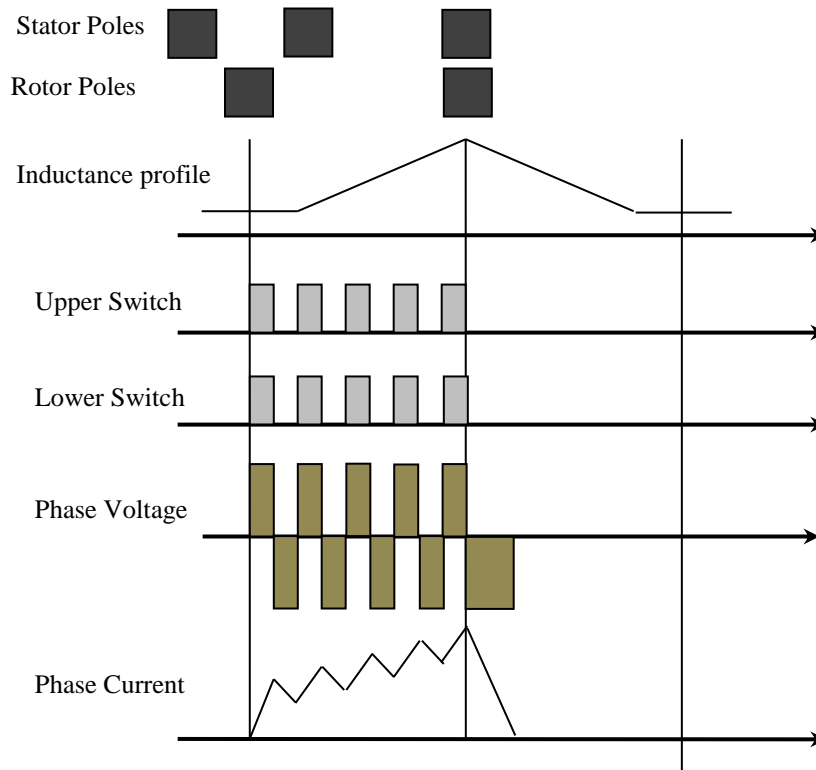 Stator Poles
Rotor Poles
Inductance profile
Upper Switch
Lower Switch
Phase Voltage
Phase Current